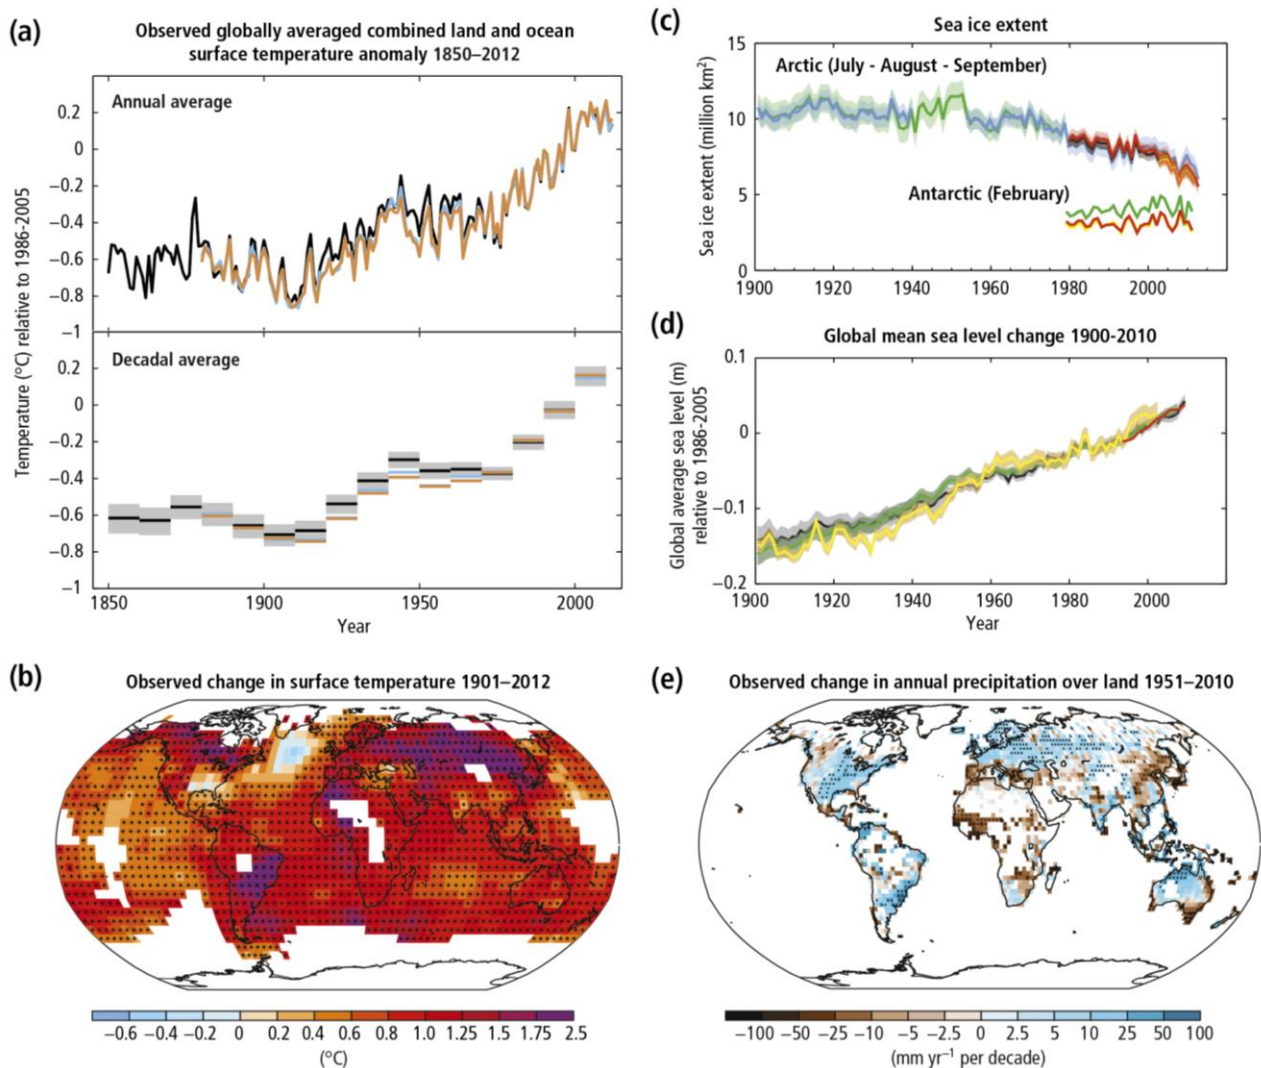 (a)
Observed globally averaged combined land and ocean
surface temperature anomaly 1850–2012
Annual average
0.2
0
−0.2
−0.4
−0.6
−0.8
−1
Decadal average
0.2
0
−0.2
−0.4
−0.6
−0.8
−1
Temperature (°C) relative to 1986-2005
1850 1900 1950 2000
Year
(c)
Sea ice extent
15
10
5
0
Sea ice extent (million km²)
Arctic (July - August - September)
Antarctic (February)
1900 1920 1940 1960 1980 2000
(d)
Global mean sea level change 1900-2010
0.1
0
−0.1
−0.2
Global average sea level (m)
relative to 1986-2005
1900 1920 1940 1960 1980 2000
Year
(b)
Observed change in surface temperature 1901–2012
−0.6 −0.4 −0.2 0 0.2 0.4 0.6 0.8 1.0 1.25 1.5 1.75 2.5
(°C)
(e)
Observed change in annual precipitation over land 1951–2010
−100 −50 −25 −10 −5 −2.5 0 2.5 5 10 25 50 100
(mm yr⁻¹ per decade)